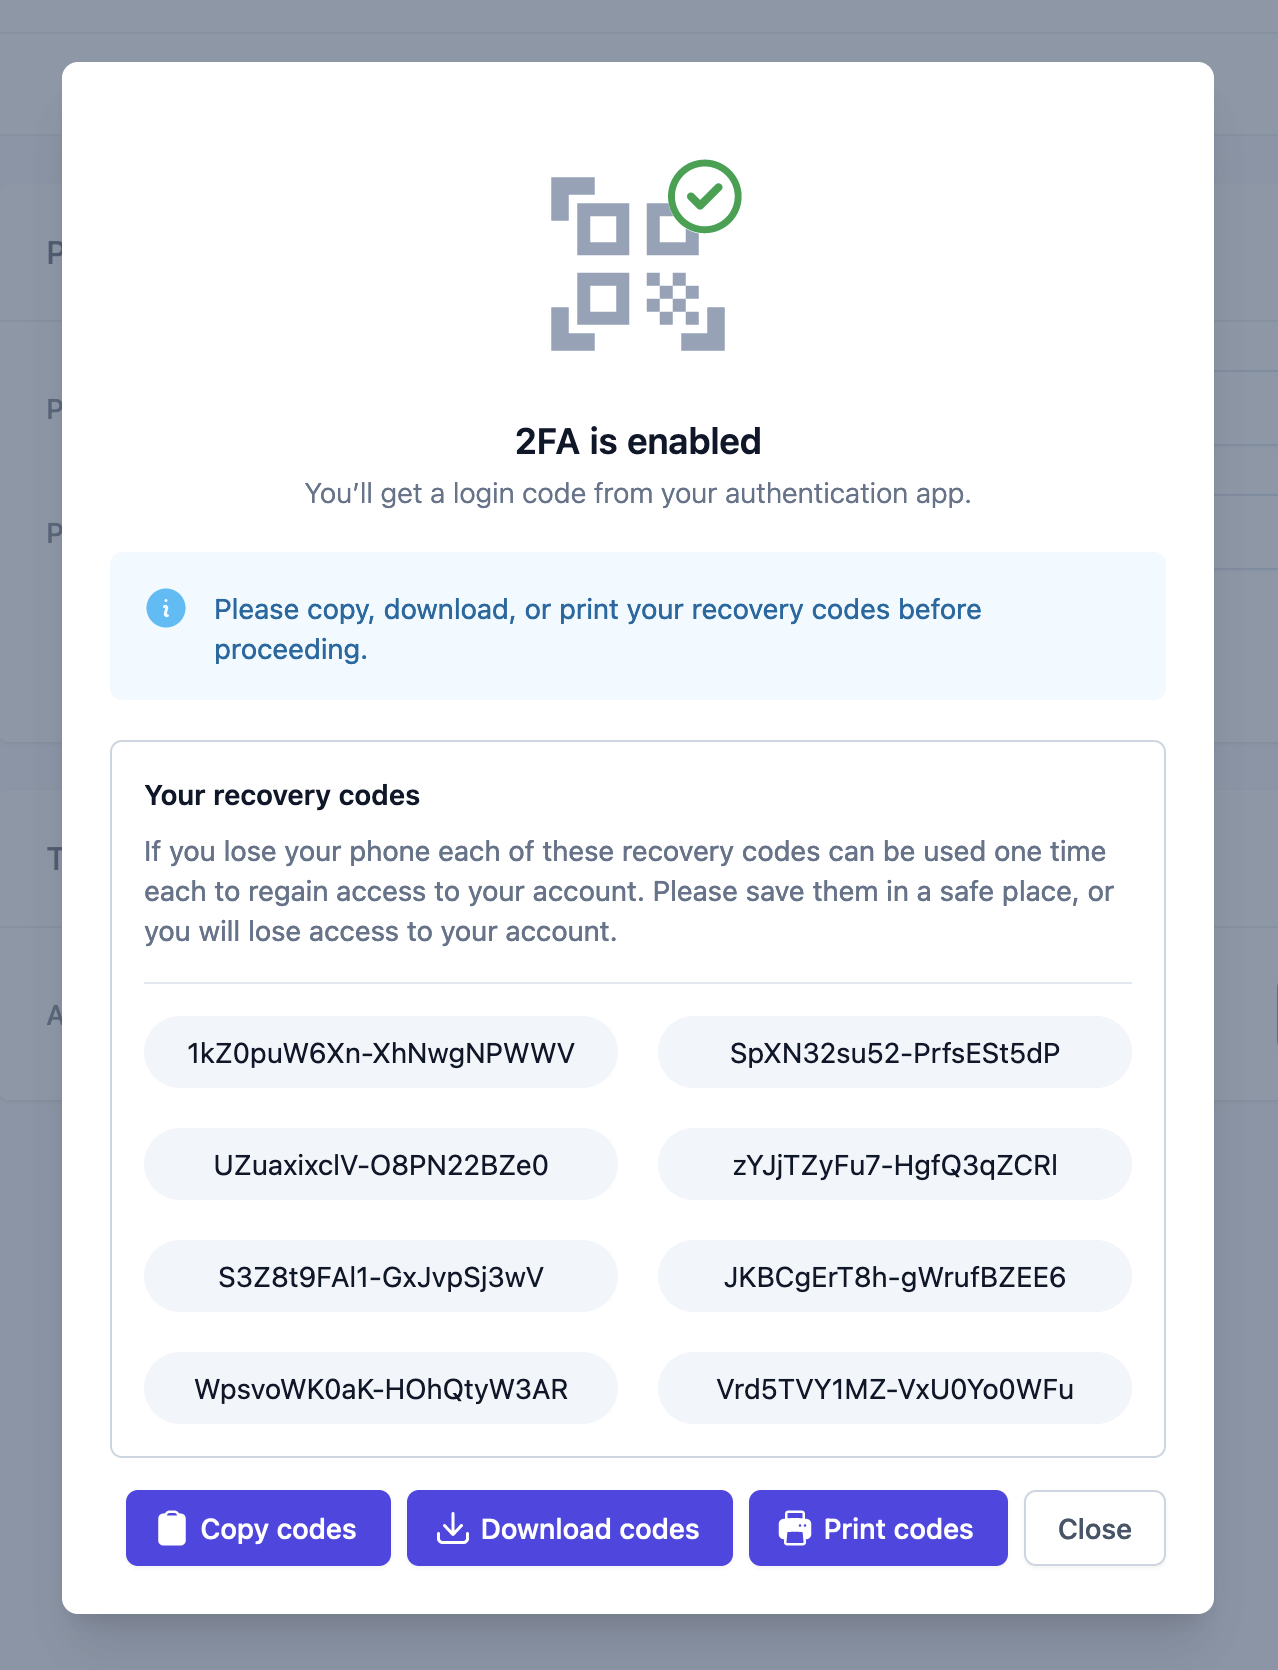 2FA is enabled
You’ll get a login code from your authentication app.
Please copy, download, or print your recovery codes before
proceeding.
Your recovery codes
If you lose your phone each of these recovery codes can be used one time
each to regain access to your account. Please save them in a safe place, or
you will lose access to your account.
1kZ0puW6Xn-XhNwgNPWWV
SpXN32su52-PrfsESt5dP
UZuaxixclV-O8PN22BZe0
zYJjTZyFu7-HgfQ3qZCRl
S3Z8t9FAl1-GxJvpSj3wV
JKBCgErT8h-gWrufBZEE6
WpsvoWK0aK-HOhQtyW3AR
Vrd5TVY1MZ-VxU0Yo0WFu
Copy codes
Download codes
Print codes
Close